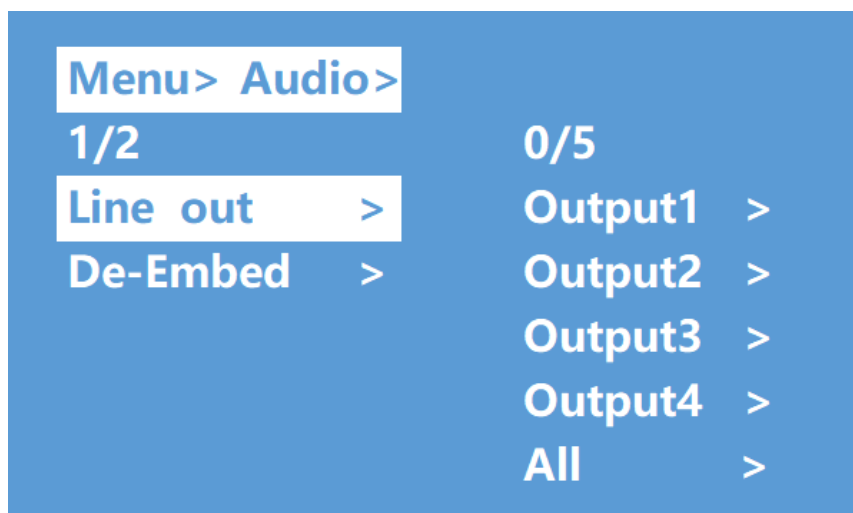 Menu> Audio>
1/2 0/5
Line out > Output1 >
De-Embed > Output2 >
Output3 >
Output4 >
All >